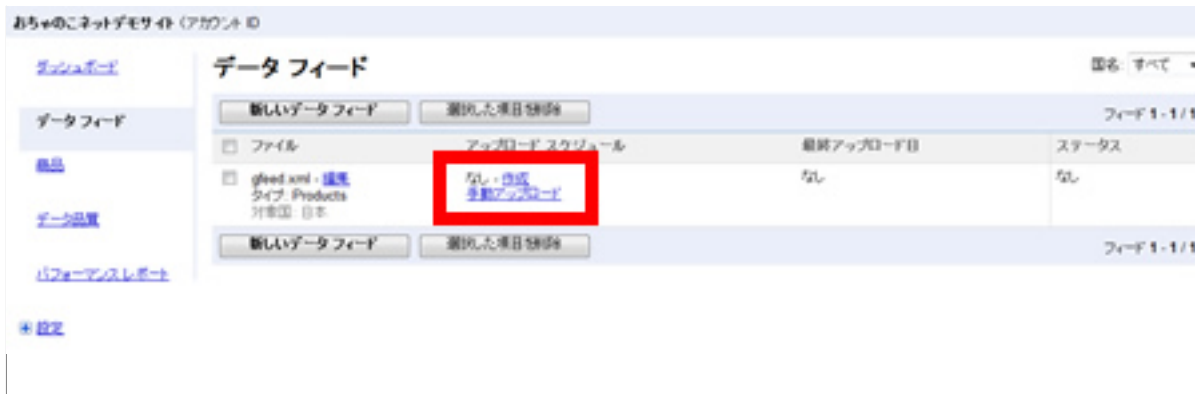 おちゃのこネットデモサイト (アカウント ID
ダッシュボード
データ フィード
商品
データ品質
パフォーマンス レポート
設定
データ フィード
国名: すべて
新しいデータ フィード 選択した項目を削除 フィード 1 - 1 / 1
ファイル アップロード スケジュール 最終アップロード日 ステータス
gfeed.xml - 編集 なし - 作成 なし なし
タイプ: Products 手動アップロード
対象国: 日本
新しいデータ フィード 選択した項目を削除 フィード 1 - 1 / 1